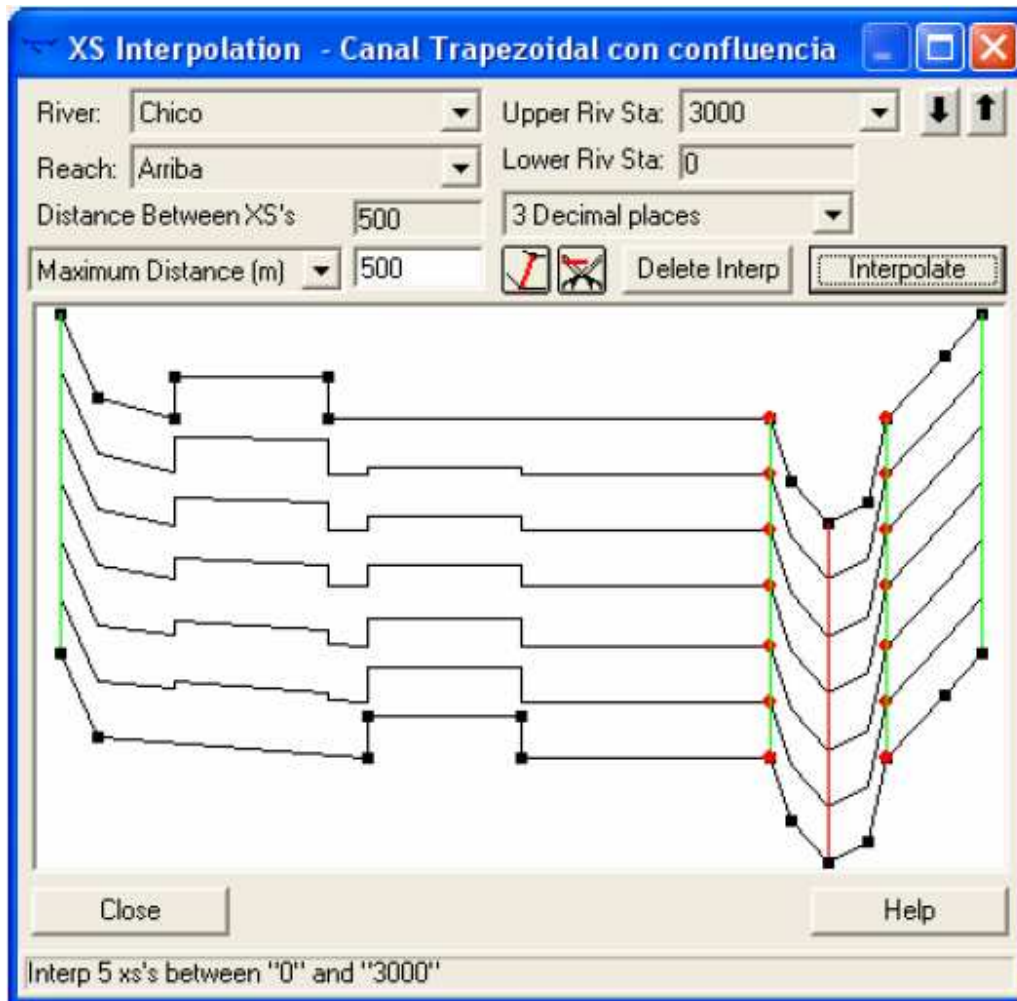 XS Interpolation - Canal Trapezoidal con confluencia
River: Chico
Upper Riv Sta: 3000
Reach: Arriba
Lower Riv Sta: 0
Distance Between XS's 500
3 Decimal places
Maximum Distance (m) 500
Delete Interp
Interpolate
Close
Help
Interp 5 xs's between "0" and "3000"